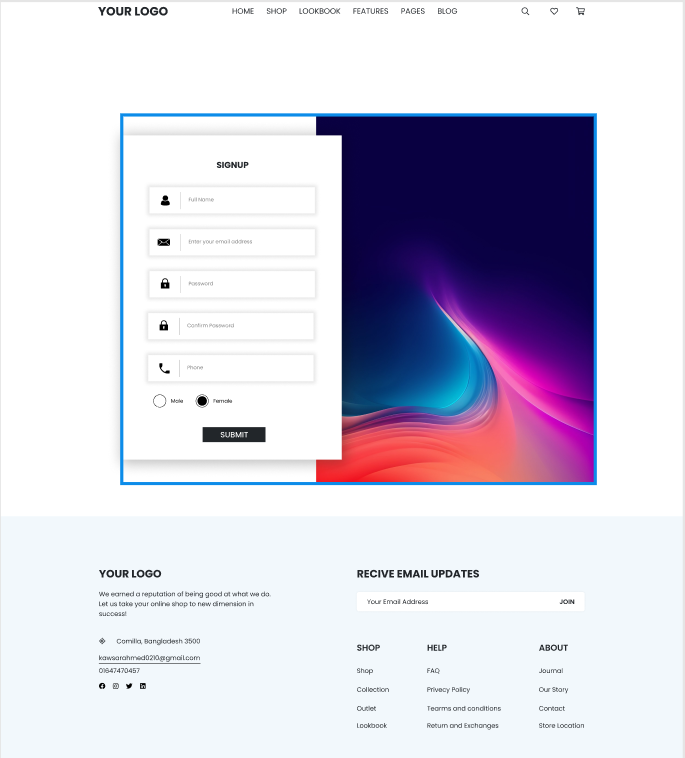 YOUR LOGO HOME SHOP LOOKBOOK FEATURES PAGES BLOG
SIGNUP
Full Name
Enter your email address
Password
Confirm Password
Phone
Male Female
SUBMIT
YOUR LOGO
We earned a reputation of being good at what we do.
Let us take your online shop to new dimension in
success!
Comilla, Bangladesh 3500
kawsarahmed0210@gmail.com
01647470457
RECIVE EMAIL UPDATES
Your Email Address JOIN
SHOP HELP ABOUT
Shop FAQ Journal
Collection Privecy Policy Our Story
Outlet Tearms and conditions Contact
Lookbook Return and Exchanges Store Location